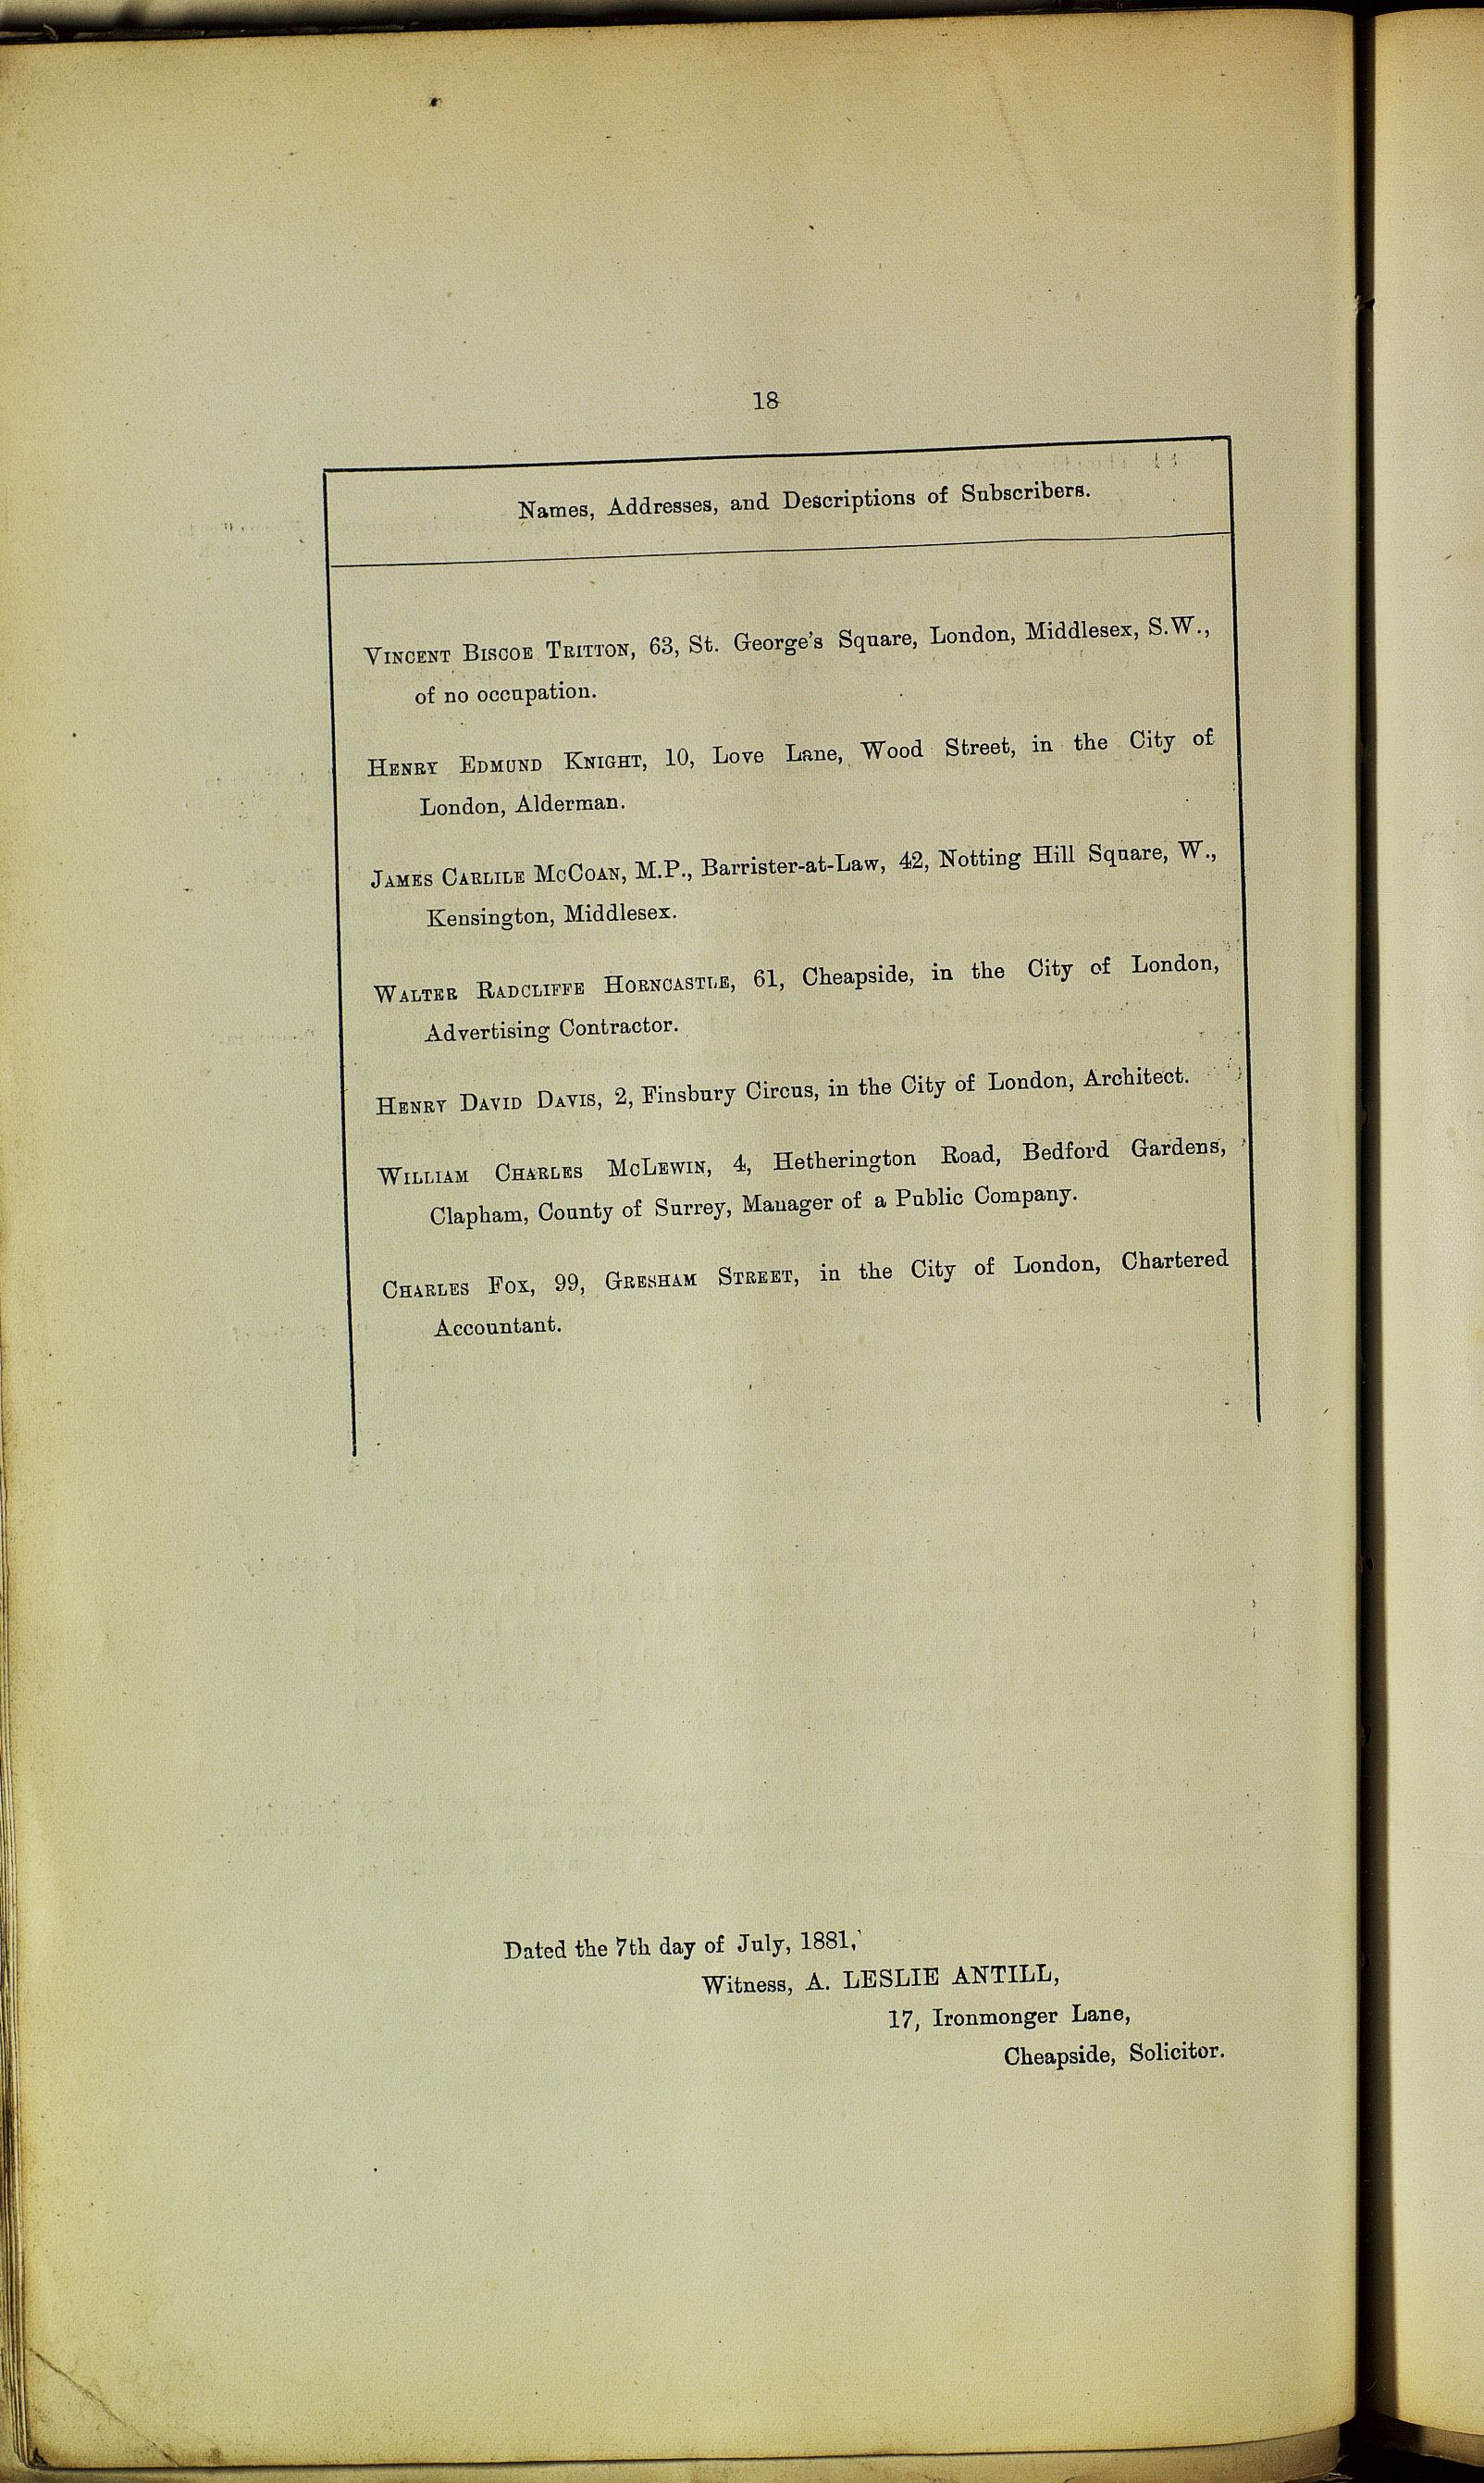 18
Names, Addresses, and Descriptions of Subscribers.
VINCENT BISCOE TRITTON, 63, St. George's Square, London, Middlesex, S.W.,
of no occupation.
HENRY EDMUND KNIGHT, 10, Love Lane, Wood Street, in the City of
London, Alderman.
JAMES CARLILE MCCOAN, M.P., Barrister-at-Law, 42, Notting Hill Square, W.,
Kensington, Middlesex.
WALTER RADCLIFFE HORNCASTLE, 61, Cheapside, in the City of London,
Advertising Contractor.
HENRY DAVID DAVIS, 2, Finsbury Circus, in the City of London, Architect.
WILLIAM CHARLES MCLEWIN, 4, Hetherington Road, Bedford Gardens,
Clapham, County of Surrey, Manager of a Public Company.
CHARLES FOX, 99, GRESHAM STREET, in the City of London, Chartered
Accountant.
Dated the 7th day of July, 1881,
Witness, A. LESLIE ANTILL,
17, Ironmonger Lane,
Cheapside, Solicitor.